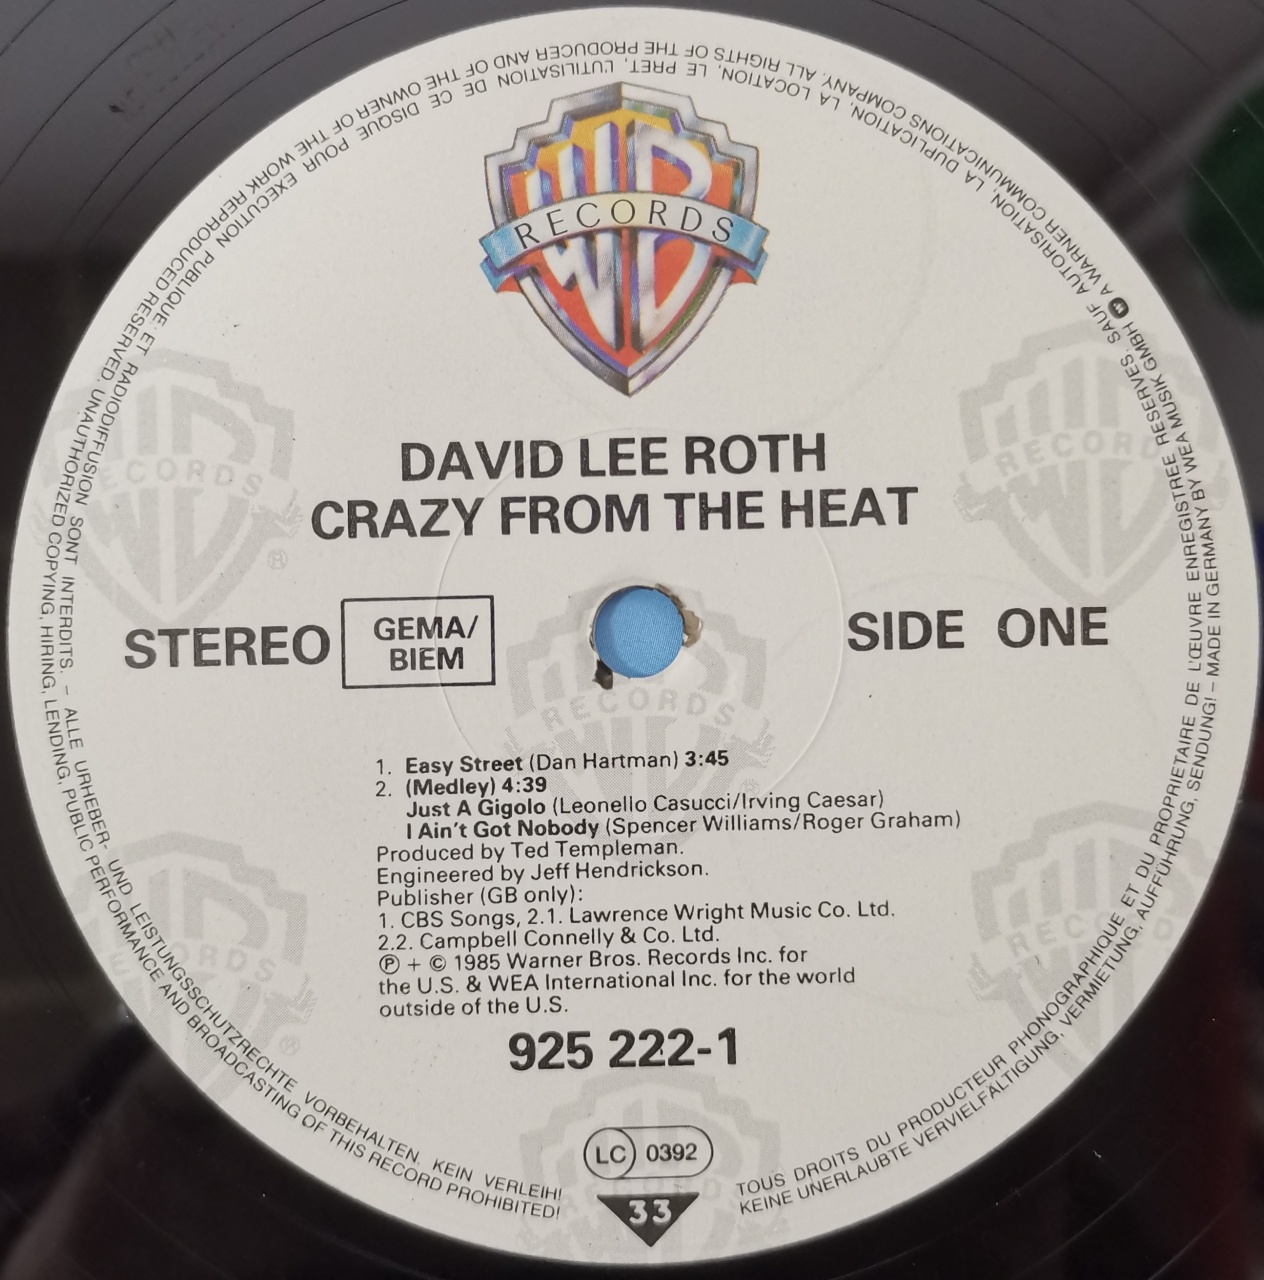 RECORDS
DAVID LEE ROTH
CRAZY FROM THE HEAT
STEREO
GEMA/
BIEM
SIDE ONE
1. Easy Street (Dan Hartman) 3:45
2. (Medley) 4:39
Just A Gigolo (Leonello Casucci/Irving Caesar)
I Ain't Got Nobody (Spencer Williams/Roger Graham)
Produced by Ted Templeman.
Engineered by Jeff Hendrickson.
Publisher (GB only):
1. CBS Songs, 2.1. Lawrence Wright Music Co. Ltd.
2.2. Campbell Connelly & Co. Ltd.
℗ + © 1985 Warner Bros. Records Inc. for
the U.S. & WEA International Inc. for the world
outside of the U.S.
925 222-1
LC 0392
33
TOUS DROITS DU PRODUCTEUR PHONOGRAPHIQUE ET DU PROPRIETAIRE DE L'ŒUVRE ENREGISTREE RESERVES. SAUF AUTORISATION, LA DUPLICATION, LA LOCATION, LE PRET, L'UTILISATION DE CE DISQUE POUR EXECUTION PUBLIQUE ET RADIODIFFUSION SONT INTERDITS. – ALLE URHEBER- UND LEISTUNGSSCHUTZRECHTE VORBEHALTEN. KEIN VERLEIH!
KEINE UNERLAUBTE VERVIELFÄLTIGUNG, VERMIETUNG, AUFFÜHRUNG, SENDUNG! – MADE IN GERMANY BY WEA MUSIK GMBH A WARNER COMMUNICATIONS COMPANY. ALL RIGHTS OF THE PRODUCER AND OF THE OWNER OF THE WORK REPRODUCED RESERVED. UNAUTHORIZED COPYING, HIRING, LENDING, PUBLIC PERFORMANCE AND BROADCASTING OF THIS RECORD PROHIBITED!